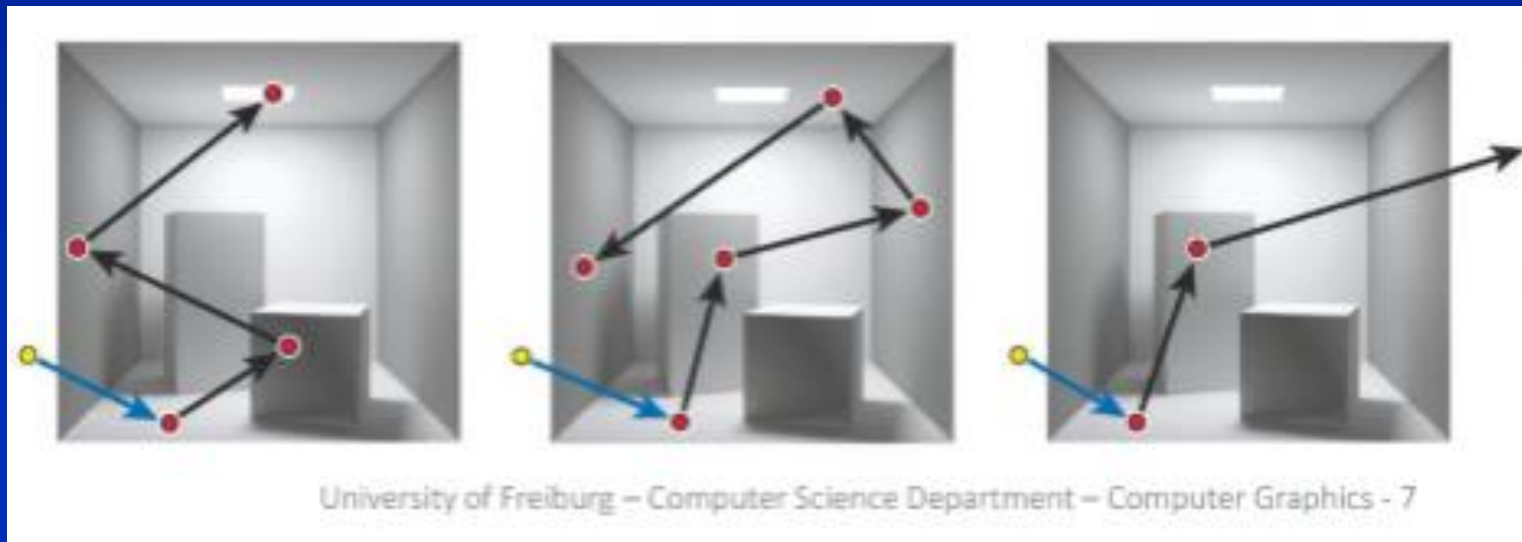 University of Freiburg – Computer Science Department – Computer Graphics - 7